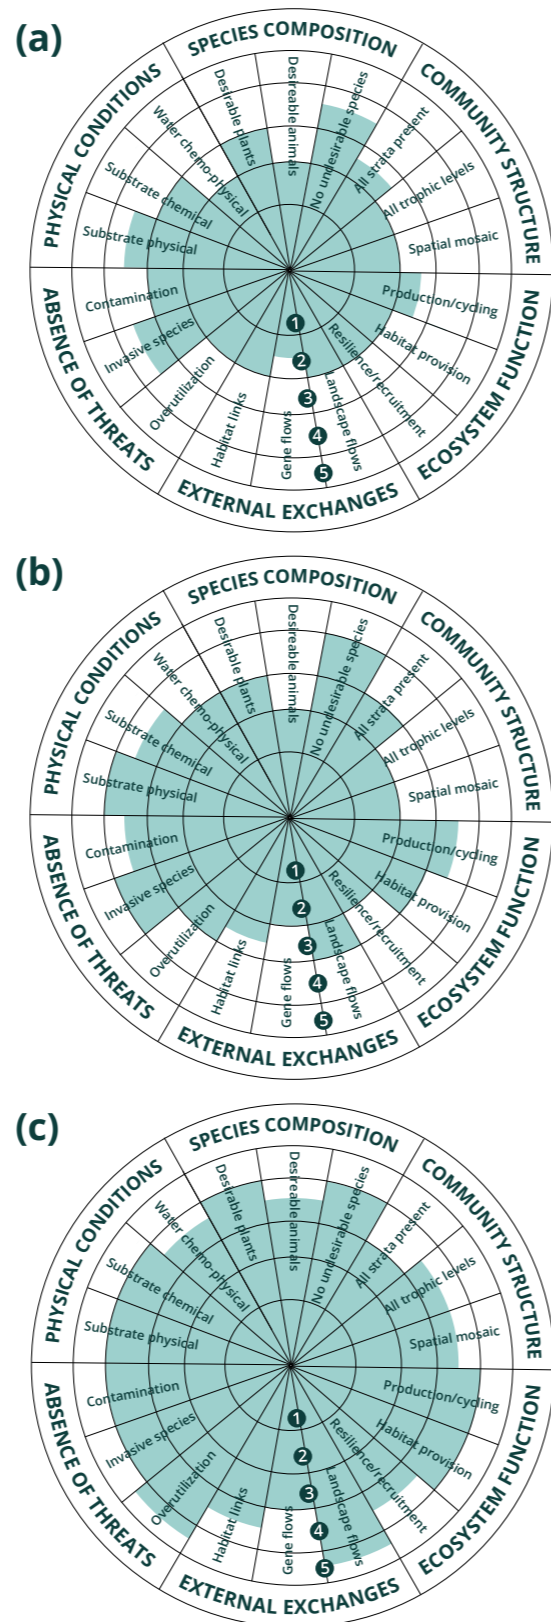 (a)
SPECIES COMPOSITION
COMMUNITY STRUCTURE
ECOSYSTEM FUNCTION
EXTERNAL EXCHANGES
ABSENCE OF THREATS
PHYSICAL CONDITIONS
Desirable plants
Desireable animals
No undesirable species
All strata present
All trophic levels
Spatial mosaic
Production/cycling
Habitat provision
Resilience/recruitment
Landscape flows
Gene flows
Habitat links
Overutilization
Invasive species
Contamination
Substrate physical
Substrate chemical
Water chemo-physical
1
2
3
4
5
(b)
SPECIES COMPOSITION
COMMUNITY STRUCTURE
ECOSYSTEM FUNCTION
EXTERNAL EXCHANGES
ABSENCE OF THREATS
PHYSICAL CONDITIONS
Desirable plants
Desireable animals
No undesirable species
All strata present
All trophic levels
Spatial mosaic
Production/cycling
Habitat provision
Resilience/recruitment
Landscape flows
Gene flows
Habitat links
Overutilization
Invasive species
Contamination
Substrate physical
Substrate chemical
Water chemo-physical
1
2
3
4
5
(c)
SPECIES COMPOSITION
COMMUNITY STRUCTURE
ECOSYSTEM FUNCTION
EXTERNAL EXCHANGES
ABSENCE OF THREATS
PHYSICAL CONDITIONS
Desirable plants
Desireable animals
No undesirable species
All strata present
All trophic levels
Spatial mosaic
Production/cycling
Habitat provision
Resilience/recruitment
Landscape flows
Gene flows
Habitat links
Overutilization
Invasive species
Contamination
Substrate physical
Substrate chemical
Water chemo-physical
1
2
3
4
5